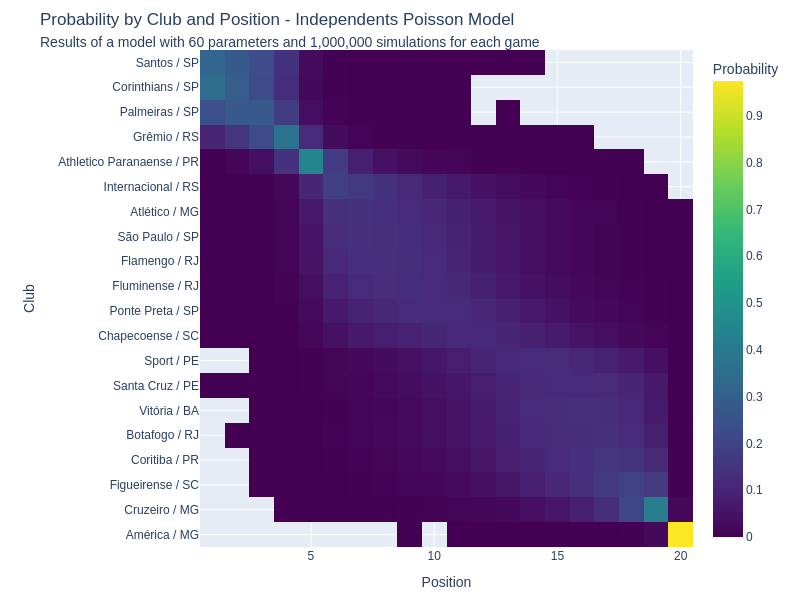 Probability by Club and Position - Independents Poisson Model
Results of a model with 60 parameters and 1,000,000 simulations for each game
Probability
Club
Santos / SP
Corinthians / SP
Palmeiras / SP
Grêmio / RS
Athletico Paranaense / PR
Internacional / RS
Atlético / MG
São Paulo / SP
Flamengo / RJ
Fluminense / RJ
Ponte Preta / SP
Chapecoense / SC
Sport / PE
Santa Cruz / PE
Vitória / BA
Botafogo / RJ
Coritiba / PR
Figueirense / SC
Cruzeiro / MG
América / MG
0.9
0.8
0.7
0.6
0.5
0.4
0.3
0.2
0.1
0
5
10
15
20
Position